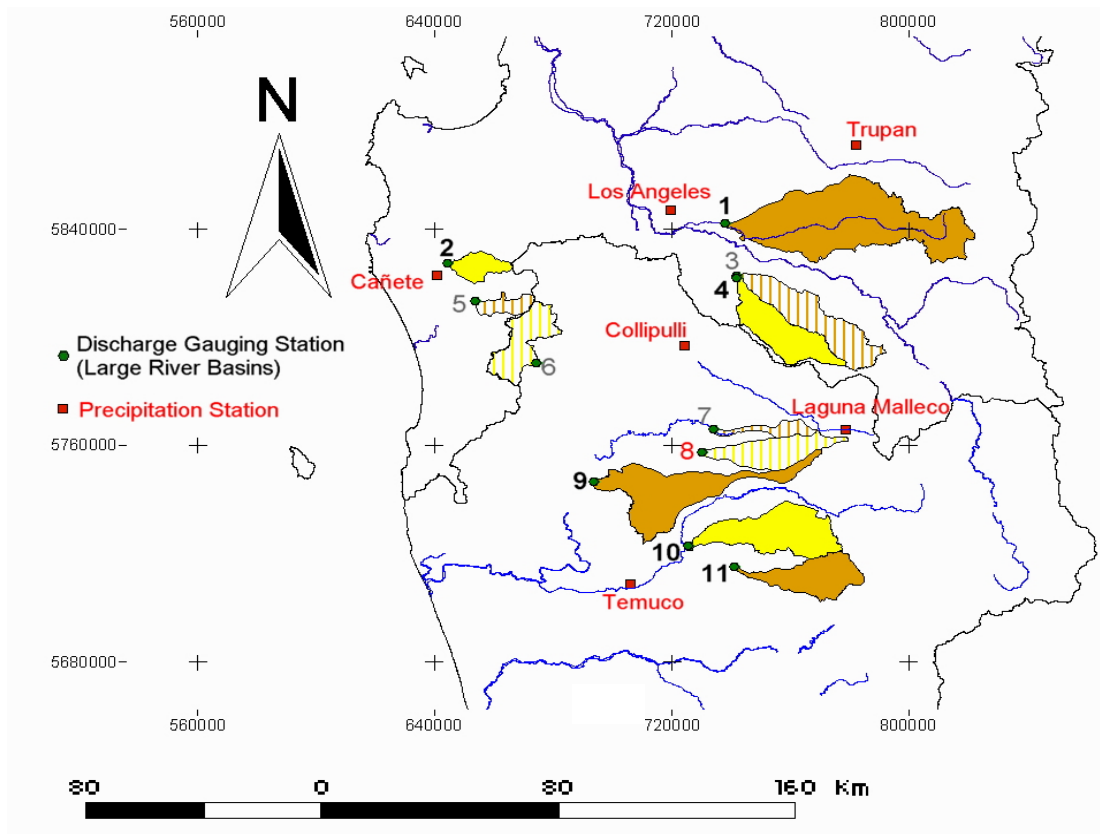 560000 640000 720000 800000
N
Trupan
Los Angeles
1
5840000
2
3
Cañete
4
5
Collipulli
Discharge Gauging Station
(Large River Basins)
6
Precipitation Station
Laguna Malleco
7
5760000
8
9
10
11
Temuco
5680000
560000 640000 720000 800000
80 0 80 160 Km